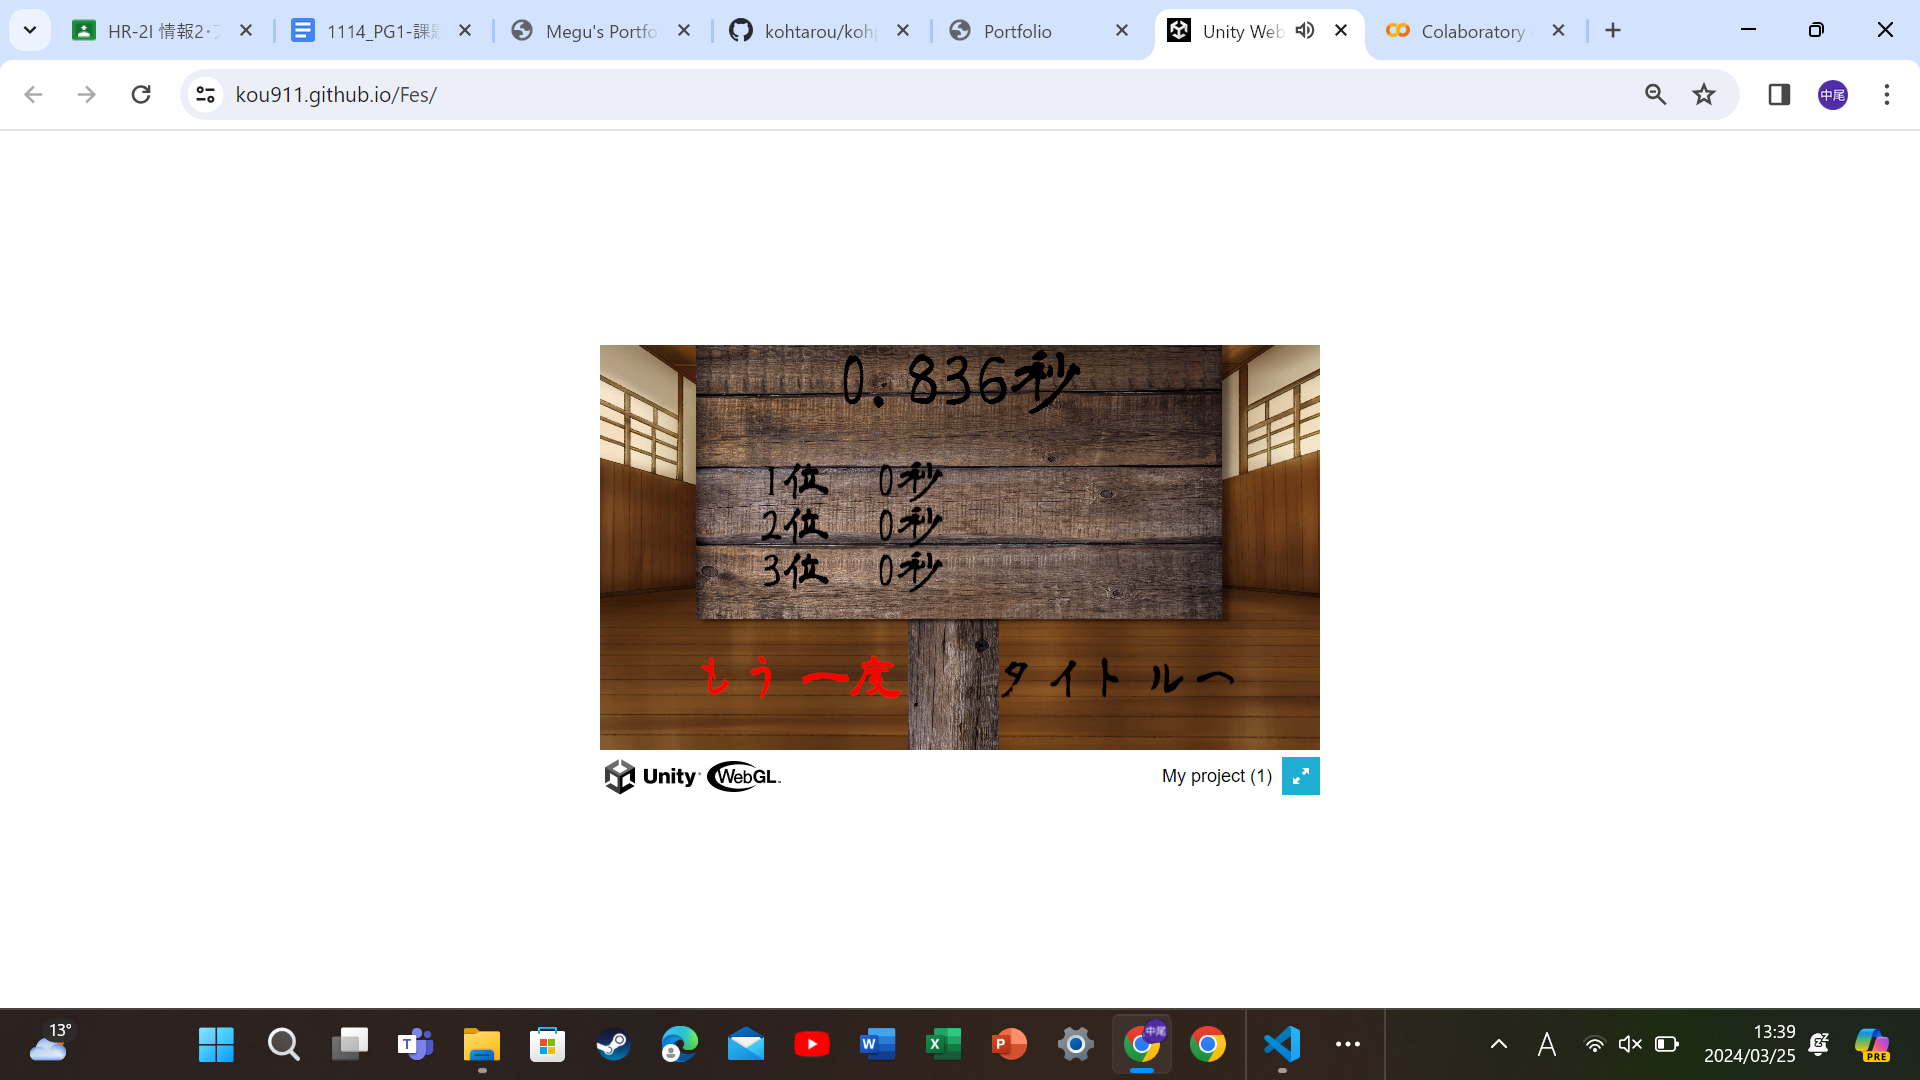 HR-2I 情報2・
1114_PG1-課題
Megu's Portfo
kohtarou/koh
Portfolio
Unity Web
Colaboratory
kou911.github.io/Fes/
中尾
0.836秒
1位 0秒
2位 0秒
3位 0秒
もう一度 タイトルへ
Unity WebGL
My project (1)
13°
中尾
A
13:39
2024/03/25
PRE